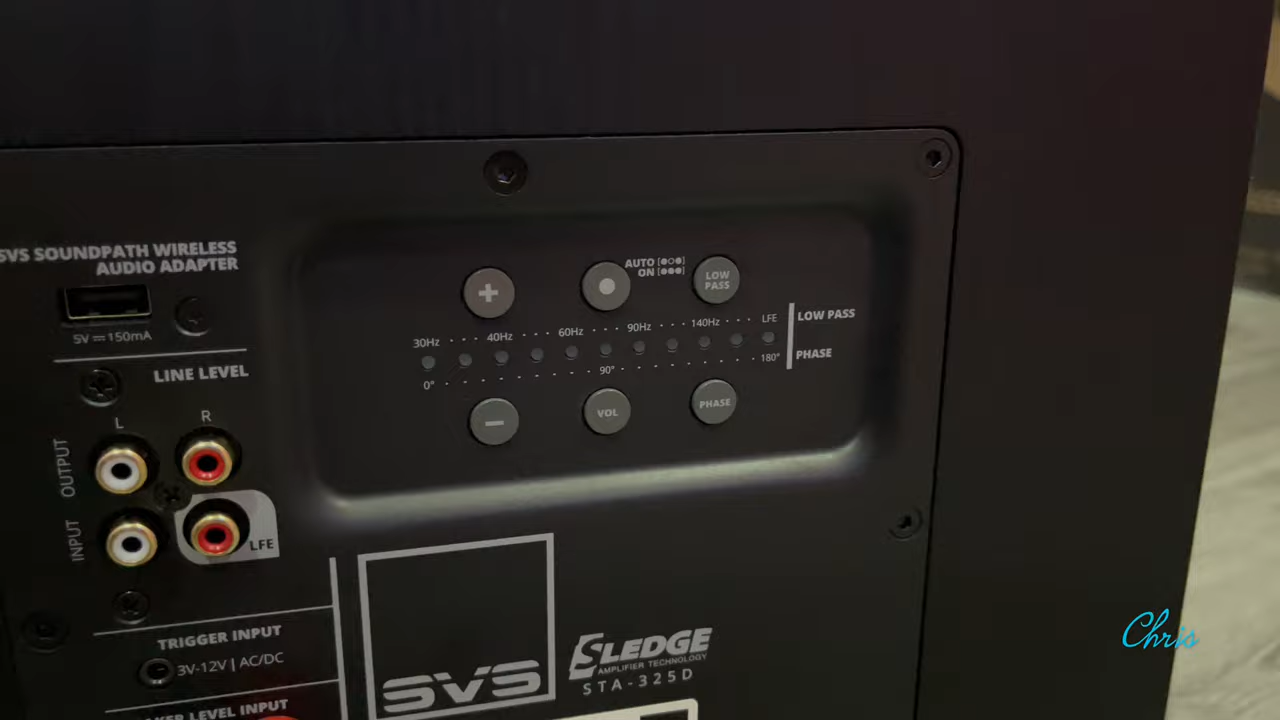 SVS SOUNDPATH WIRELESS
AUDIO ADAPTER
5V 150mA
LINE LEVEL
L R
OUTPUT
INPUT
LFE
TRIGGER INPUT
3V-12V | AC/DC
LEVEL INPUT
+
AUTO
ON
LOW
PASS
30Hz 40Hz 60Hz 90Hz 140Hz LFE
LOW PASS
0° 90° 180°
PHASE
−
VOL
PHASE
SVS
SLEDGE
AMPLIFIER TECHNOLOGY
STA-325D
Chris